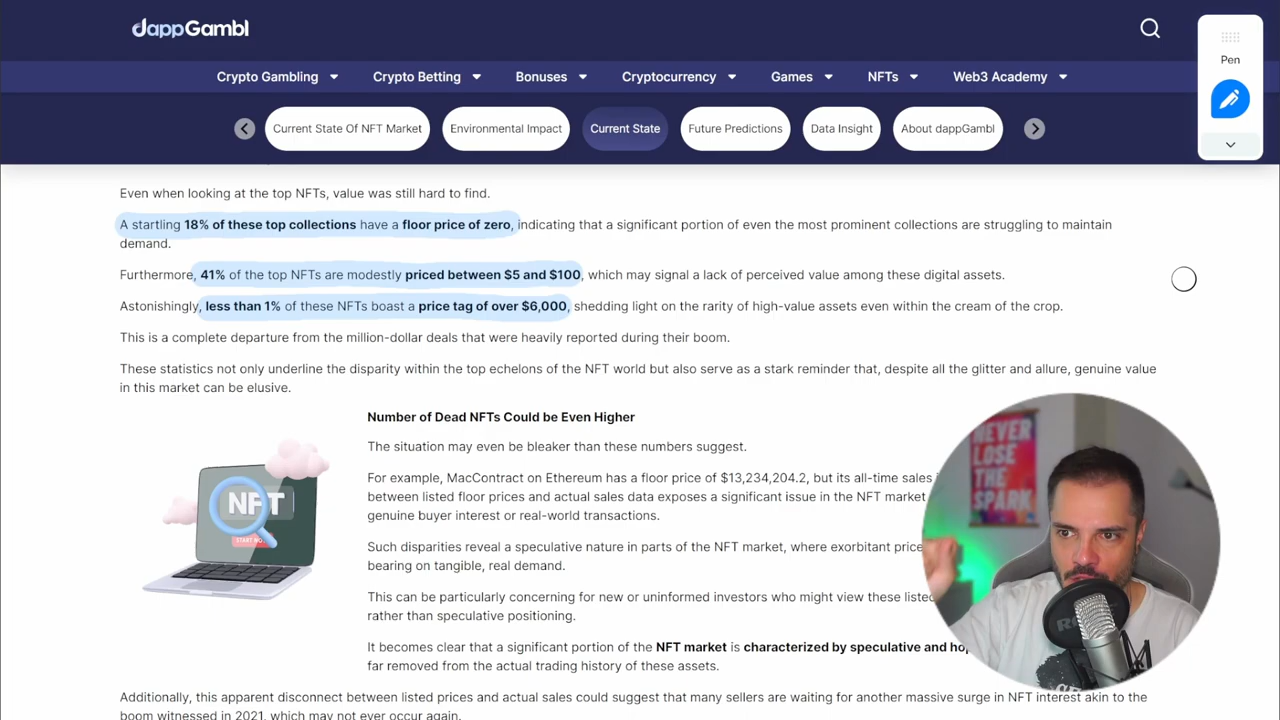 dappGambl
Pen
Crypto Gambling Crypto Betting Bonuses Cryptocurrency Games NFTs Web3 Academy
Current State Of NFT Market Environmental Impact Current State Future Predictions Data Insight About dappGambl
Even when looking at the top NFTs, value was still hard to find.
A startling 18% of these top collections have a floor price of zero, indicating that a significant portion of even the most prominent collections are struggling to maintain
demand.
Furthermore, 41% of the top NFTs are modestly priced between $5 and $100, which may signal a lack of perceived value among these digital assets.
Astonishingly, less than 1% of these NFTs boast a price tag of over $6,000, shedding light on the rarity of high-value assets even within the cream of the crop.
This is a complete departure from the million-dollar deals that were heavily reported during their boom.
These statistics not only underline the disparity within the top echelons of the NFT world but also serve as a stark reminder that, despite all the glitter and allure, genuine value
in this market can be elusive.
Number of Dead NFTs Could be Even Higher
The situation may even be bleaker than these numbers suggest.
For example, MacContract on Ethereum has a floor price of $13,234,204.2, but its all-time sales
between listed floor prices and actual sales data exposes a significant issue in the NFT market
genuine buyer interest or real-world transactions.
Such disparities reveal a speculative nature in parts of the NFT market, where exorbitant price
bearing on tangible, real demand.
This can be particularly concerning for new or uninformed investors who might view these listed
rather than speculative positioning.
It becomes clear that a significant portion of the NFT market is characterized by speculative and hop
far removed from the actual trading history of these assets.
Additionally, this apparent disconnect between listed prices and actual sales could suggest that many sellers are waiting for another massive surge in NFT interest akin to the
boom witnessed in 2021, which may not ever occur again.
NFT
START NO
NEVER
LOSE
THE
SPARK